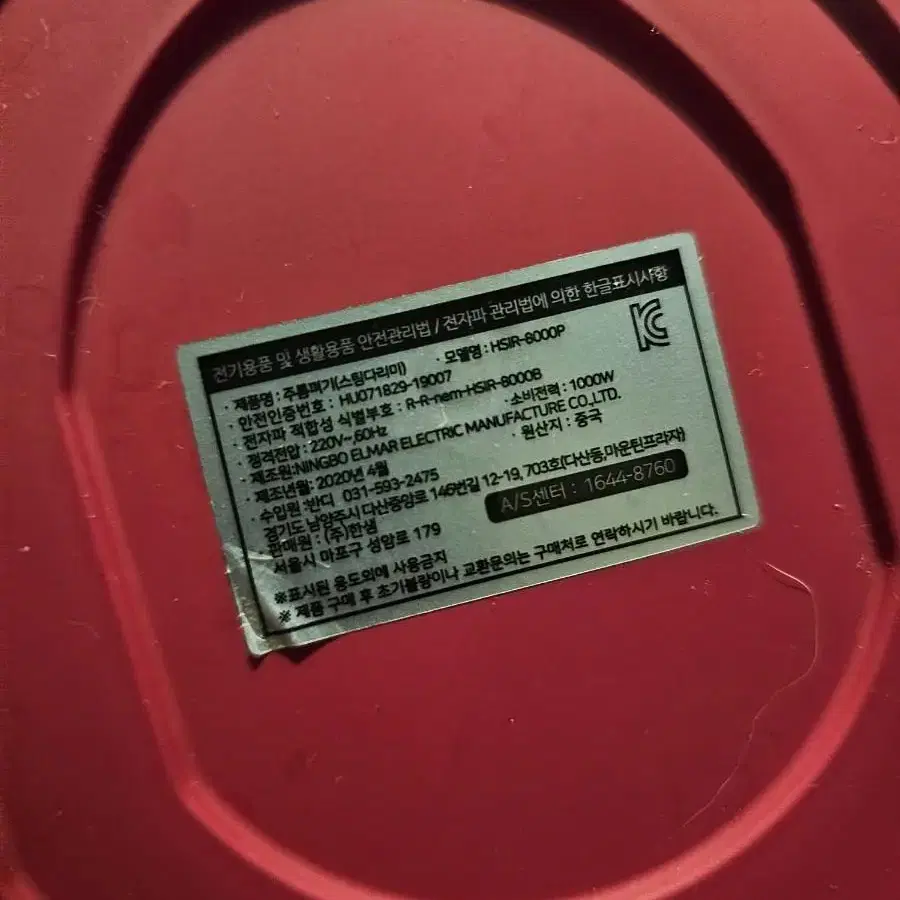 전기용품 및 생활용품 안전관리법 / 전자파 관리법에 의한 한글표시사항
· 제품명 : 주름펴기(스팀다리미) · 모델명 : HSIR-8000P
· 안전인증번호 : HU071829-19007
· 전자파 적합성 식별부호 : R-R-nem-HSIR-8000B
· 정격전압 : 220V~,60Hz · 소비전력 : 1000W
· 제조원:NINGBO ELMAR ELECTRIC MANUFACTURE CO.,LTD.
· 제조년월: 2020년 4월 · 원산지 : 중국
· 수입원 :반디 031-593-2475
경기도 남양주시 다산중앙로 146번길 12-19, 703호(다산동,마운틴프라자)
판매원 : (주)한샘
서울시 마포구 성암로 179
A/S센터 : 1644-8760
※표시된 용도외에 사용금지
※ 제품 구매 후 초기불량이나 교환문의는 구매처로 연락하시기 바랍니다.